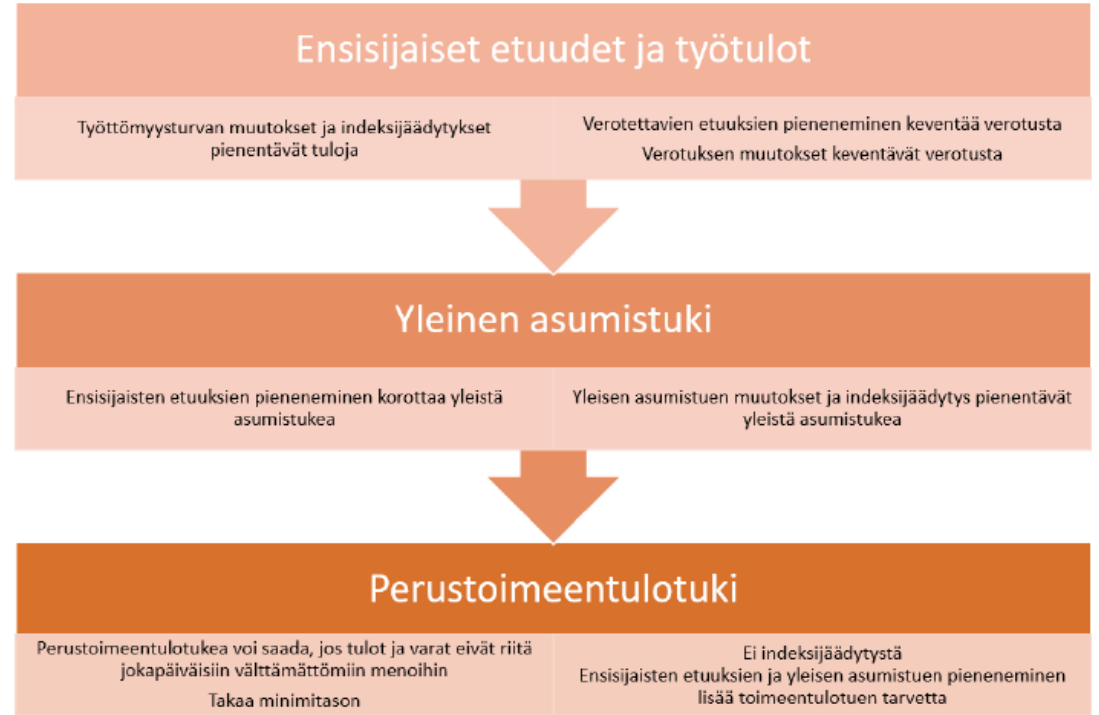 Ensisijaiset etuudet ja työtulot
Työttömyysturvan muutokset ja indeksijäädytykset
pienentävät tuloja
Verotettavien etuuksien pieneneminen keventää verotusta
Verotuksen muutokset keventävät verotusta
Yleinen asumistuki
Ensisijaisten etuuksien pieneneminen korottaa yleistä
asumistukea
Yleisen asumistuen muutokset ja indeksijäädytys pienentävät
yleistä asumistukea
Perustoimeentulotuki
Perustoimeentulotukea voi saada, jos tulot ja varat eivät riitä
jokapäiväisiin välttämättömiin menoihin
Takaa minimitason
Ei indeksijäädytystä
Ensisijaisten etuuksien ja yleisen asumistuen pieneneminen
lisää toimeentulotuen tarvetta